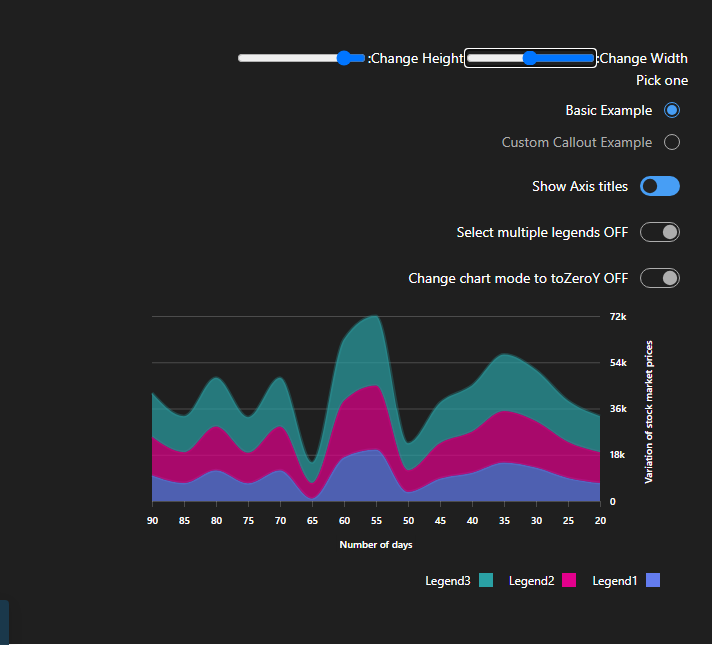 :Change Height :Change Width
Pick one
Basic Example
Custom Callout Example
Show Axis titles
Select multiple legends OFF
Change chart mode to toZeroY OFF
72k
54k
36k
18k
0
Variation of stock market prices
90 85 80 75 70 65 60 55 50 45 40 35 30 25 20
Number of days
Legend3 Legend2 Legend1